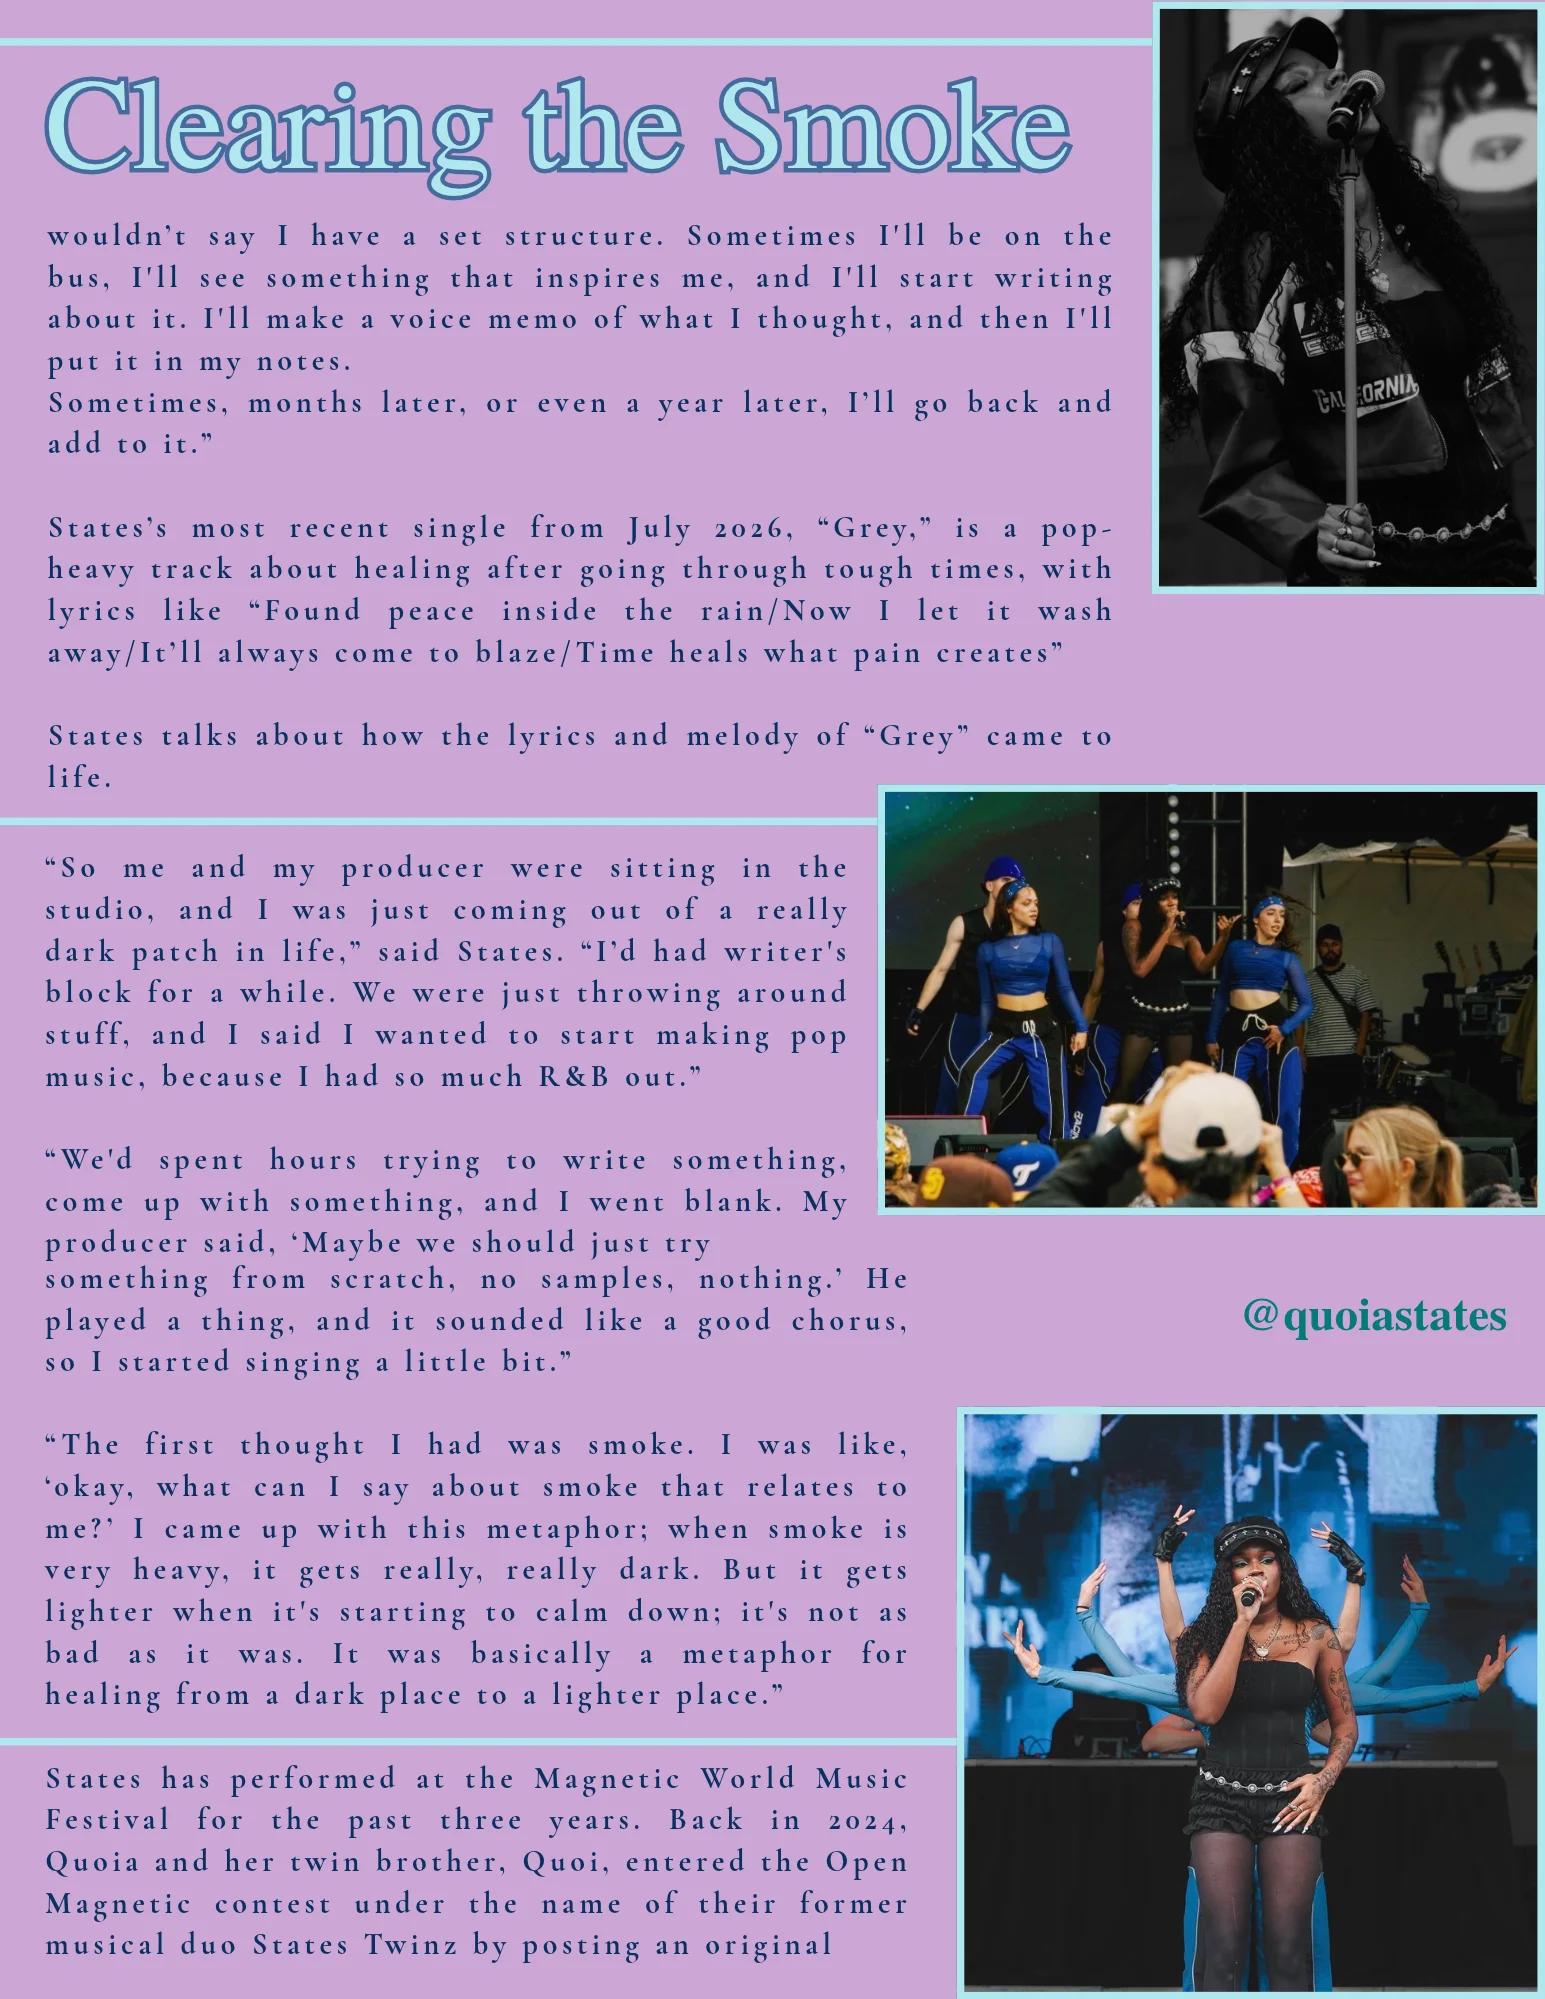 Clearing the Smoke
wouldn’t say I have a set structure. Sometimes I'll be on the
bus, I'll see something that inspires me, and I'll start writing
about it. I'll make a voice memo of what I thought, and then I'll
put it in my notes.
Sometimes, months later, or even a year later, I’ll go back and
add to it.”
States’s most recent single from July 2026, “Grey,” is a pop-
heavy track about healing after going through tough times, with
lyrics like “Found peace inside the rain/Now I let it wash
away/It’ll always come to blaze/Time heals what pain creates”
States talks about how the lyrics and melody of “Grey” came to
life.
“So me and my producer were sitting in the
studio, and I was just coming out of a really
dark patch in life,” said States. “I’d had writer's
block for a while. We were just throwing around
stuff, and I said I wanted to start making pop
music, because I had so much R&B out.”
“We'd spent hours trying to write something,
come up with something, and I went blank. My
producer said, ‘Maybe we should just try
something from scratch, no samples, nothing.’ He
played a thing, and it sounded like a good chorus,
so I started singing a little bit.”
“The first thought I had was smoke. I was like,
‘okay, what can I say about smoke that relates to
me?’ I came up with this metaphor; when smoke is
very heavy, it gets really, really dark. But it gets
lighter when it's starting to calm down; it's not as
bad as it was. It was basically a metaphor for
healing from a dark place to a lighter place.”
States has performed at the Magnetic World Music
Festival for the past three years. Back in 2024,
Quoia and her twin brother, Quoi, entered the Open
Magnetic contest under the name of their former
musical duo States Twinz by posting an original
CALIFORNIA
@quoiastates